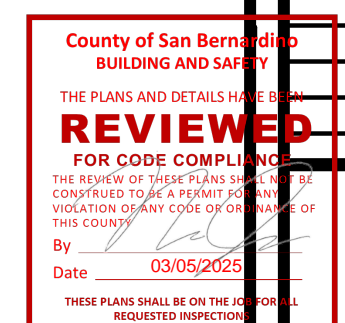 County of San Bernardino
BUILDING AND SAFETY
THE PLANS AND DETAILS HAVE BEEN
REVIEWED
FOR CODE COMPLIANCE
THE REVIEW OF THESE PLANS SHALL NOT BE
CONSTRUED TO BE A PERMIT FOR ANY
VIOLATION OF ANY CODE OR ORDINANCE OF
THIS COUNTY
By
Date 03/05/2025
THESE PLANS SHALL BE ON THE JOB FOR ALL
REQUESTED INSPECTIONS